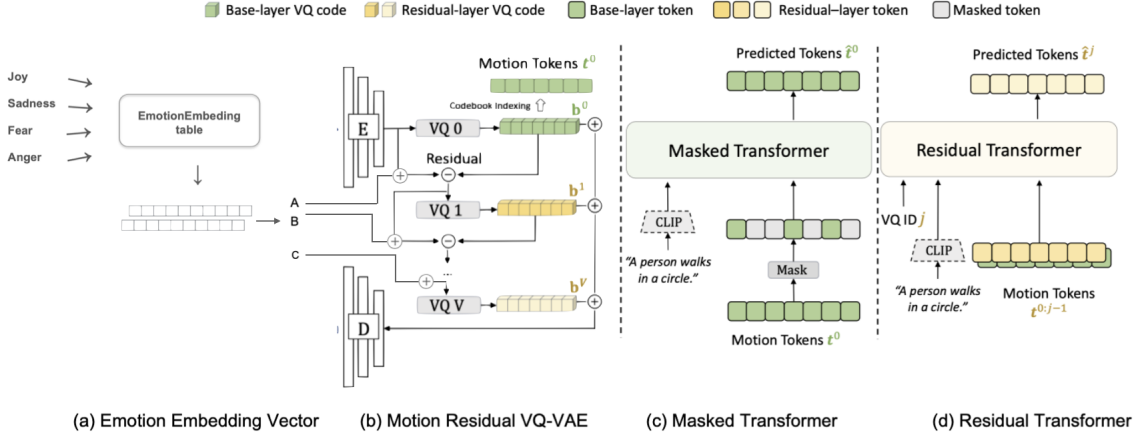 Base-layer VQ code
Residual-layer VQ code
Base-layer token
Residual–layer token
Masked token
Joy
Sadness
Fear
Anger
EmotionEmbeding
table
A
B
C
E
D
Motion Tokens t⁰
Codebook Indexing
VQ 0
b⁰
Residual
VQ 1
b¹
...
VQ V
bⱽ
Predicted Tokens t̂⁰
Masked Transformer
CLIP
“A person walks
in a circle.”
Mask
Motion Tokens t⁰
Predicted Tokens t̂ʲ
Residual Transformer
VQ ID j
CLIP
“A person walks
in a circle.”
Motion Tokens
t⁰:ʲ⁻¹
(a) Emotion Embedding Vector
(b) Motion Residual VQ-VAE
(c) Masked Transformer
(d) Residual Transformer